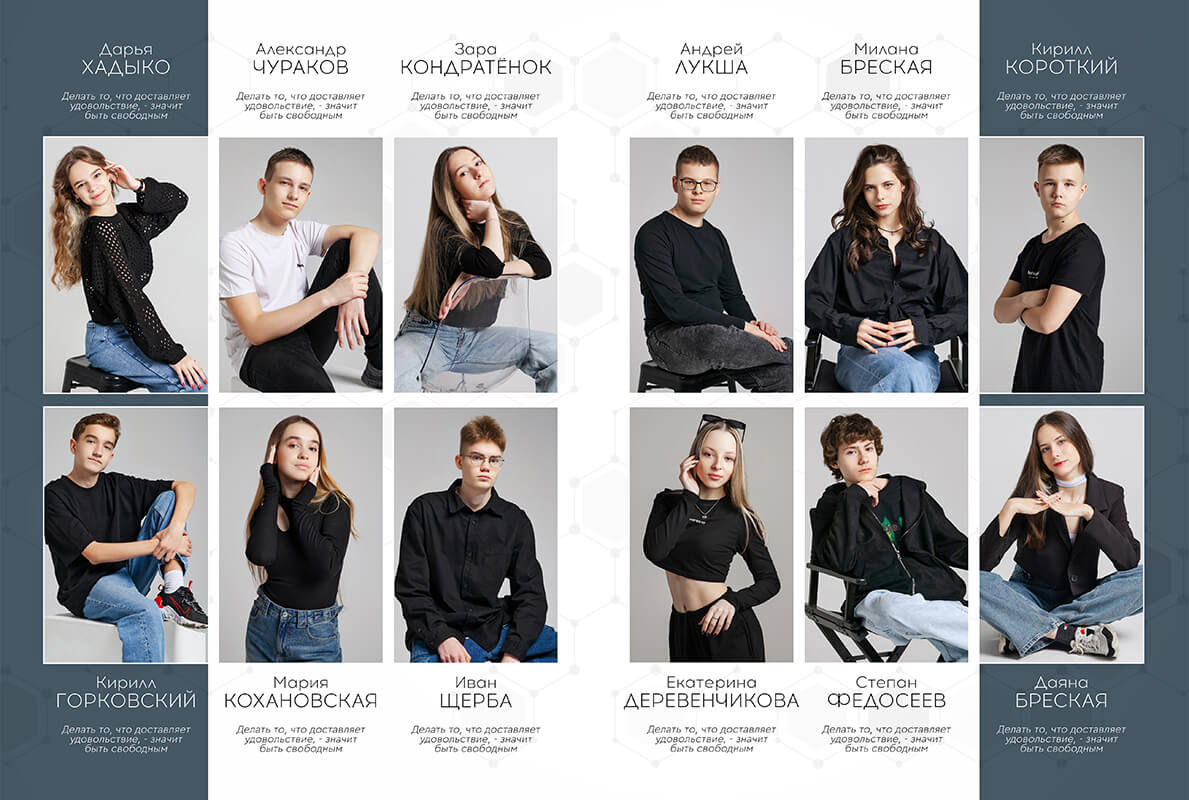 Дарья
ХАДЫКО
Делать то, что доставляет
удовольствие, - значит
быть свободным
Александр
ЧУРАКОВ
Делать то, что доставляет
удовольствие, - значит
быть свободным
Зара
КОНДРАТЁНОК
Делать то, что доставляет
удовольствие, - значит
быть свободным
Андрей
ЛУКША
Делать то, что доставляет
удовольствие, - значит
быть свободным
Милана
БРЕСКАЯ
Делать то, что доставляет
удовольствие, - значит
быть свободным
Кирилл
КОРОТКИЙ
Делать то, что доставляет
удовольствие, - значит
быть свободным
Кирилл
ГОРКОВСКИЙ
Делать то, что доставляет
удовольствие, - значит
быть свободным
Мария
КОХАНОВСКАЯ
Делать то, что доставляет
удовольствие, - значит
быть свободным
Иван
ЩЕРБА
Делать то, что доставляет
удовольствие, - значит
быть свободным
Екатерина
ДЕРЕВЕНЧИКОВА
Делать то, что доставляет
удовольствие, - значит
быть свободным
Степан
ФЕДОСЕЕВ
Делать то, что доставляет
удовольствие, - значит
быть свободным
Даяна
БРЕСКАЯ
Делать то, что доставляет
удовольствие, - значит
быть свободным